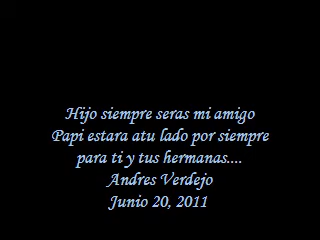 Hijo siempre seras mi amigo
Papi estara atu lado por siempre
para ti y tus hermanas....
Andres Verdejo
Junio 20, 2011